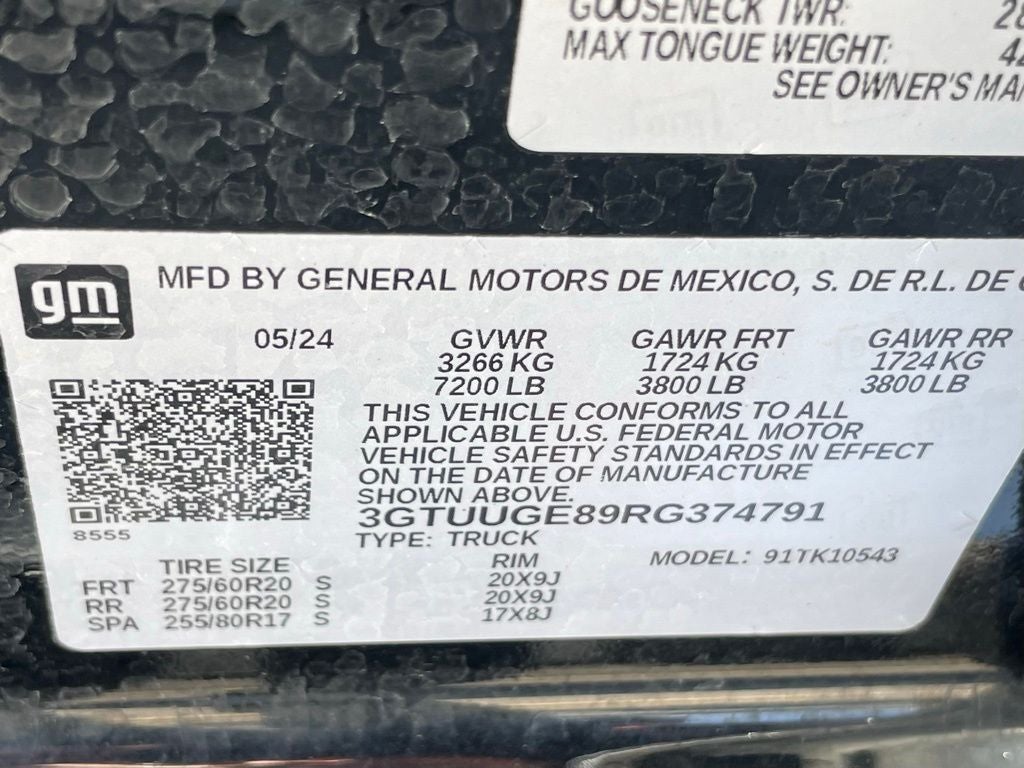 GOOSENECK TWR:
MAX TONGUE WEIGHT:
SEE OWNER'S
gm
MFD BY GENERAL MOTORS DE MEXICO, S. DE R.L. DE
05/24 GVWR GAWR FRT GAWR RR
3266 KG 1724 KG 1724 KG
7200 LB 3800 LB 3800 LB
THIS VEHICLE CONFORMS TO ALL
APPLICABLE U.S. FEDERAL MOTOR
VEHICLE SAFETY STANDARDS IN EFFECT
ON THE DATE OF MANUFACTURE
SHOWN ABOVE.
3GTUUGE89RG374791
8555
TYPE: TRUCK
MODEL: 91TK10543
TIRE SIZE RIM
FRT 275/60R20 S 20X9J
RR 275/60R20 S 20X9J
SPA 255/80R17 S 17X8J